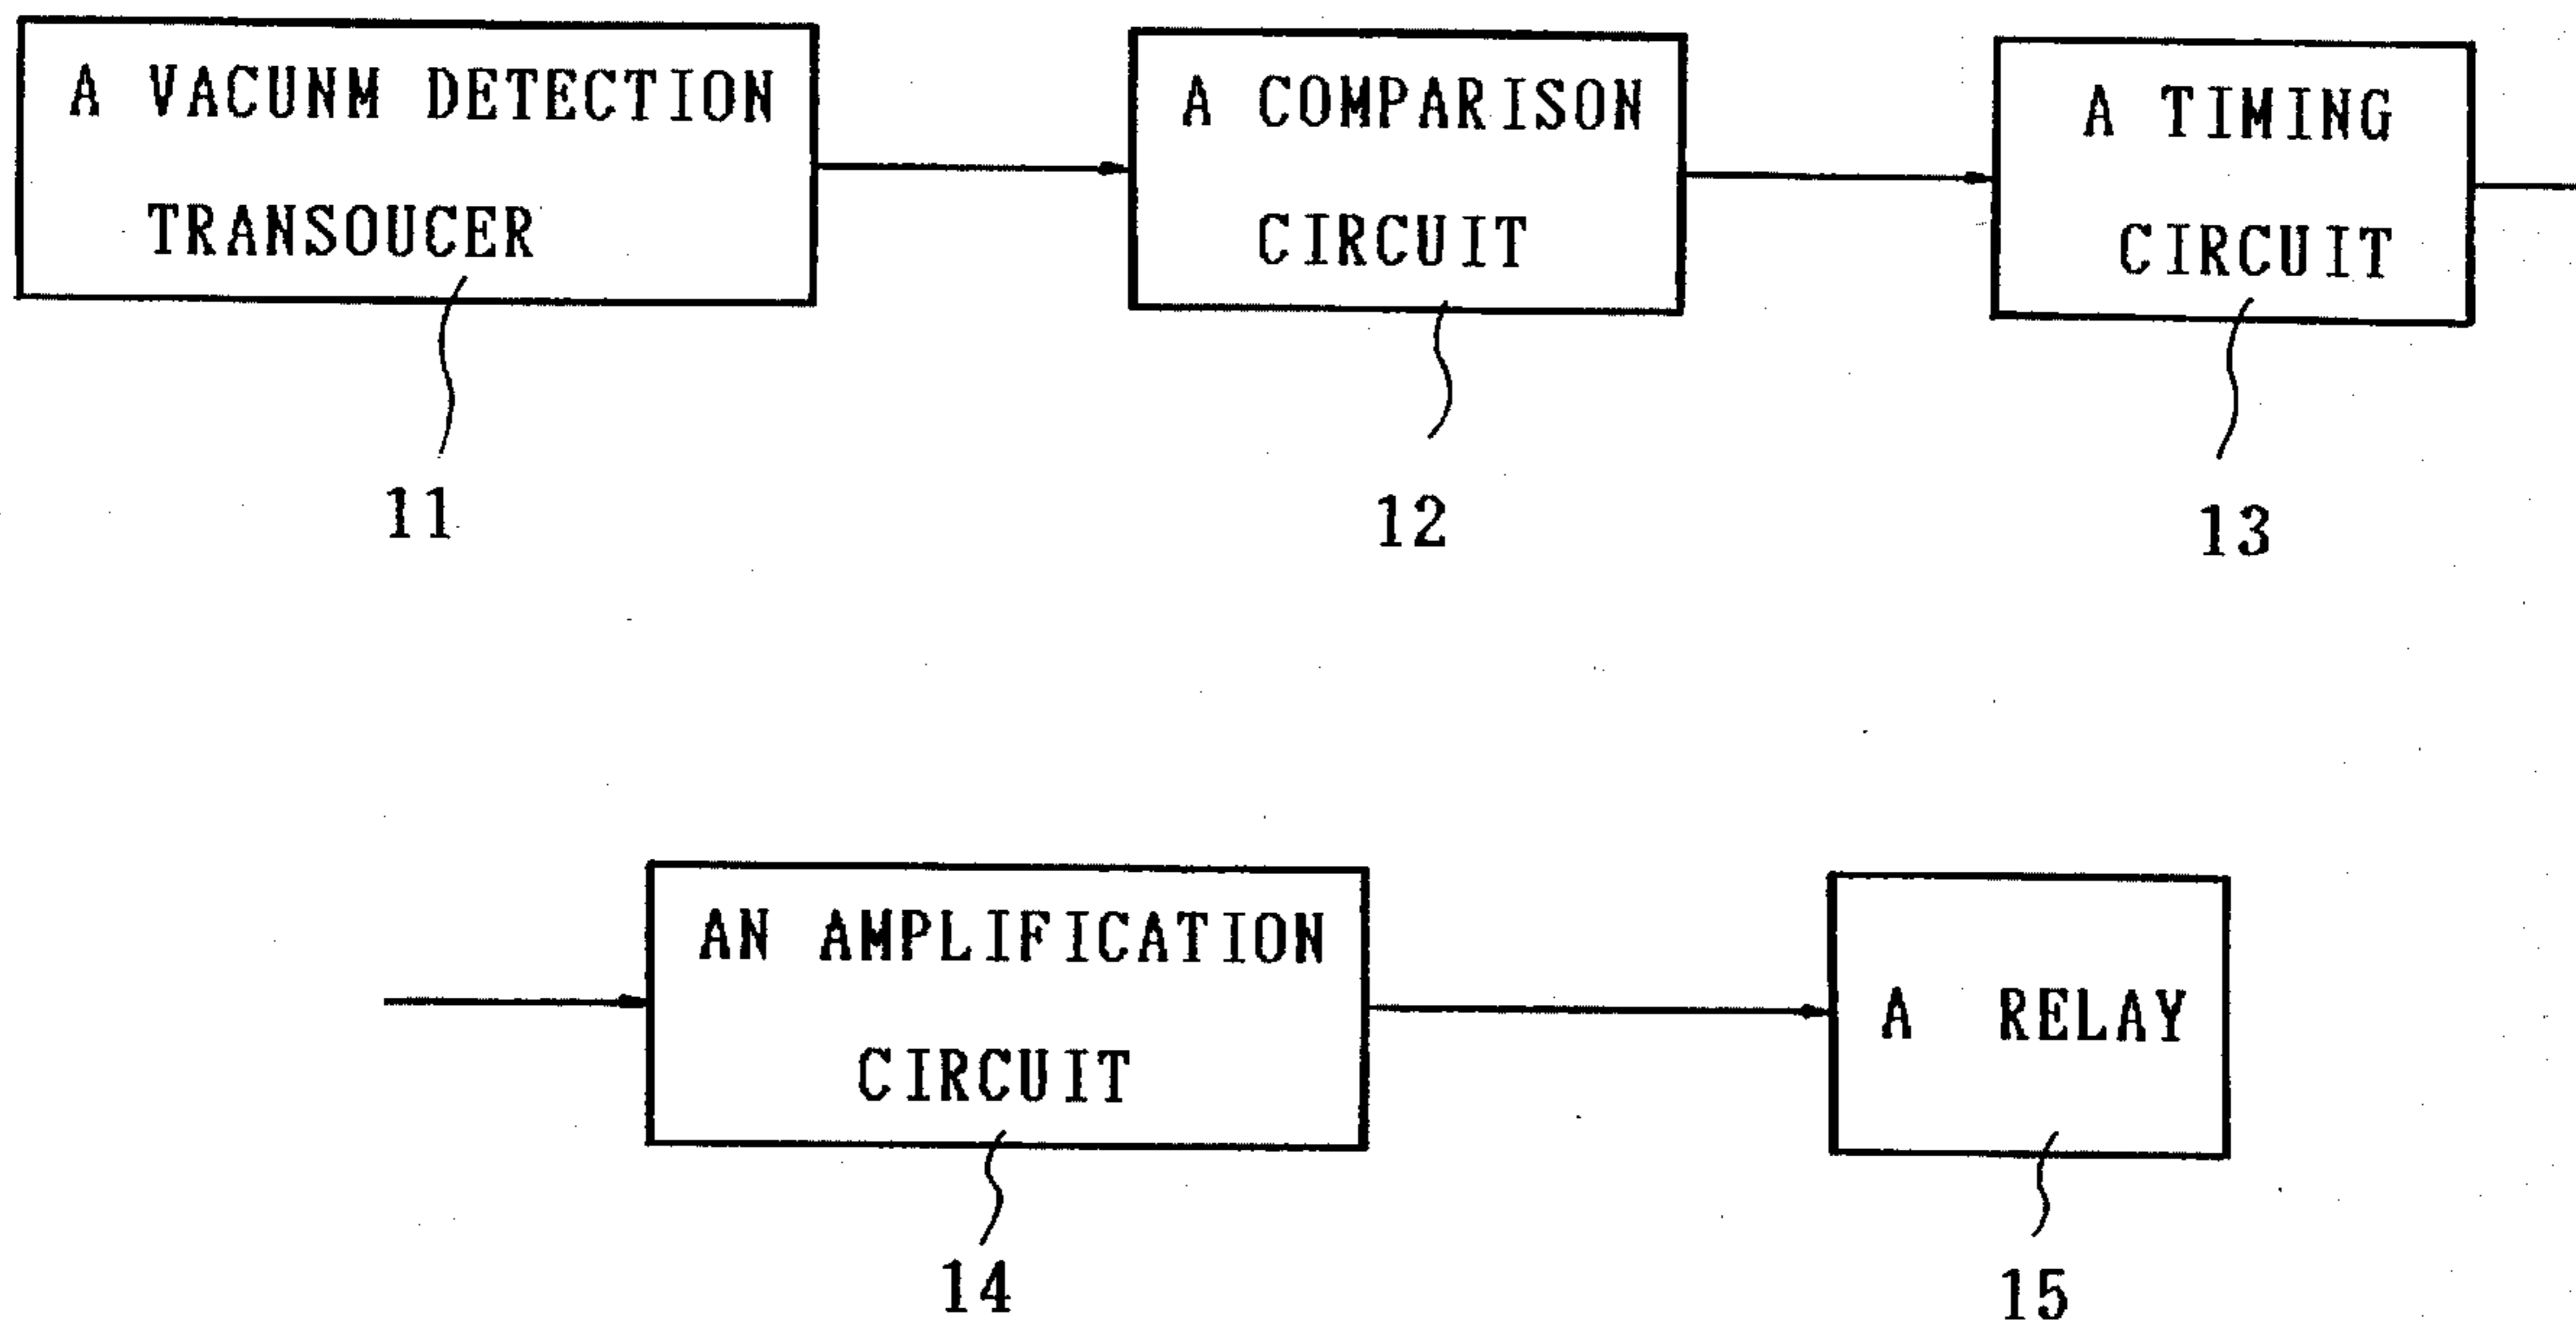 A VACUNM DETECTION
TRANSOUCER
A COMPARISON
CIRCUIT
A TIMING
CIRCUIT
11
12
13
AN AMPLIFICATION
CIRCUIT
A RELAY
14
15